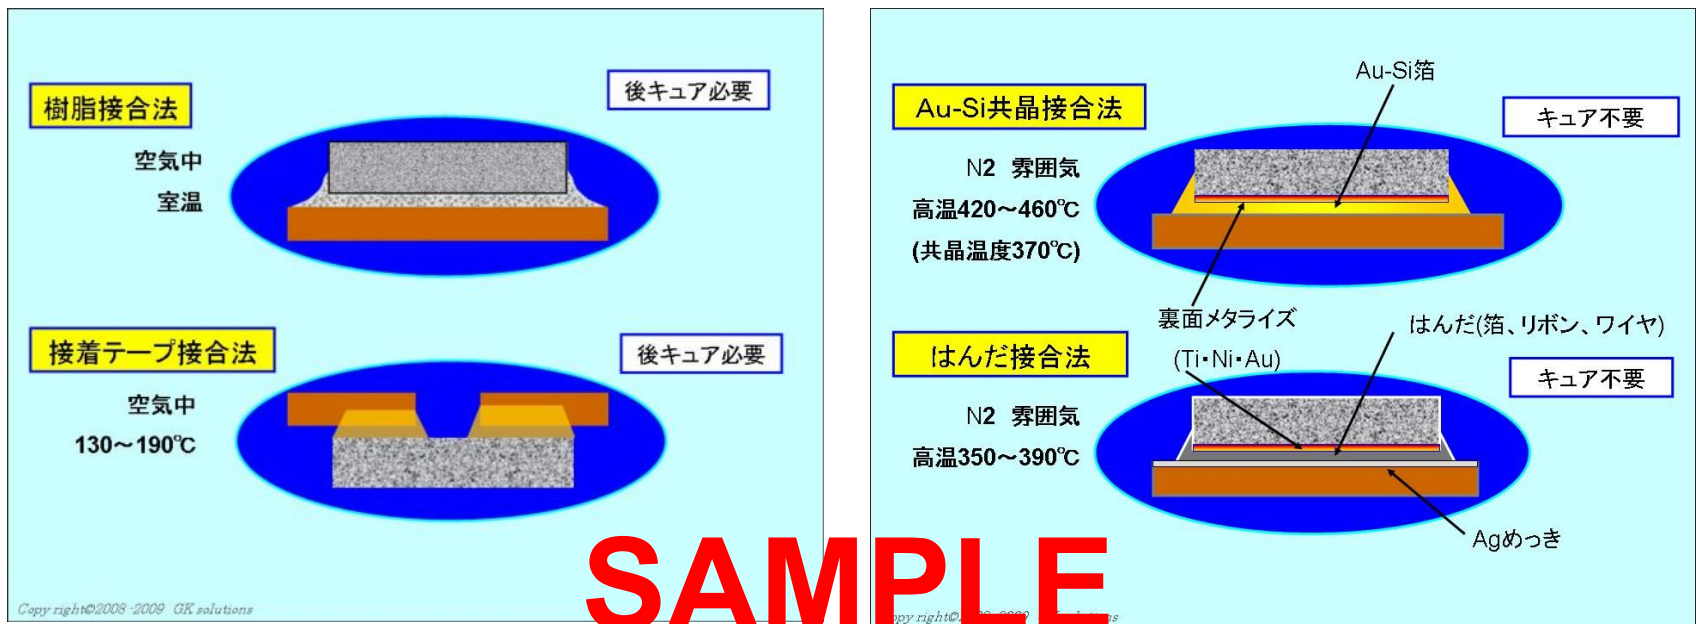 樹脂接合法
後キュア必要
空気中
室温
接着テープ接合法
後キュア必要
空気中
130～190℃
Copy right©2008-2009 GK solutions
Au-Si箔
Au-Si共晶接合法
キュア不要
N2 雰囲気
高温420～460℃
(共晶温度370℃)
裏面メタライズ
(Ti・Ni・Au)
はんだ(箔、リボン、ワイヤ)
はんだ接合法
キュア不要
N2 雰囲気
高温350～390℃
Agめっき
SAMPLE